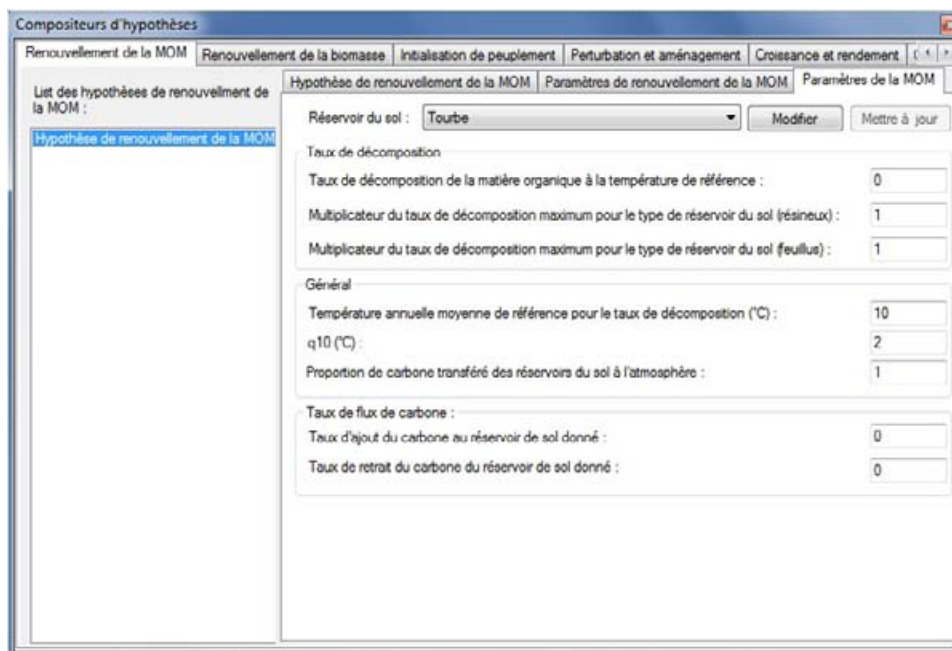 Compositeurs d'hypothèses
Renouvellement de la MOM
Renouvellement de la biomasse
Initialisation de peuplement
Perturbation et aménagement
Croissance et rendement
List des hypothèses de renouvellment de
la MOM :
Hypothèse de renouvellement de la MOM
Hypothèse de renouvellement de la MOM
Paramètres de renouvellement de la MOM
Paramètres de la MOM
Réservoir du sol : Tourbe Modifier Mettre à jour
Taux de décomposition
Taux de décomposition de la matière organique à la température de référence : 0
Multiplicateur du taux de décomposition maximum pour le type de réservoir du sol (résineux) : 1
Multiplicateur du taux de décomposition maximum pour le type de réservoir du sol (feuillus) : 1
Général
Température annuelle moyenne de référence pour le taux de décomposition (°C) : 10
q10 (°C) : 2
Proportion de carbone transféré des réservoirs du sol à l'atmosphère : 1
Taux de flux de carbone :
Taux d'ajout du carbone au réservoir de sol donné : 0
Taux de retrait du carbone du réservoir de sol donné : 0